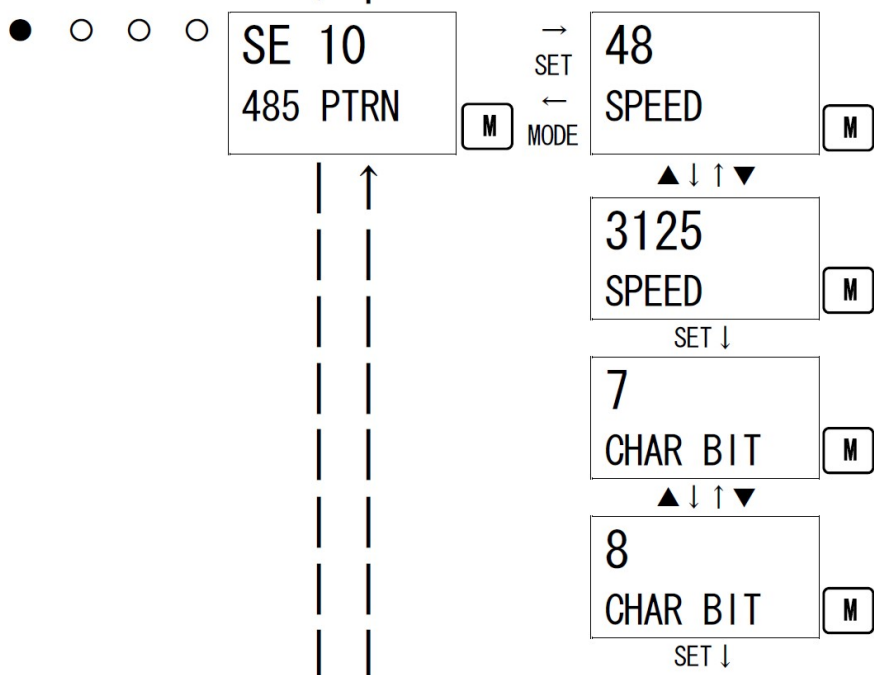 ● ○ ○ ○
SE 10
485 PTRN
M
→
SET
←
MODE
48
SPEED
M
▲↓↑▼
3125
SPEED
M
SET↓
7
CHAR BIT
M
▲↓↑▼
8
CHAR BIT
M
SET↓